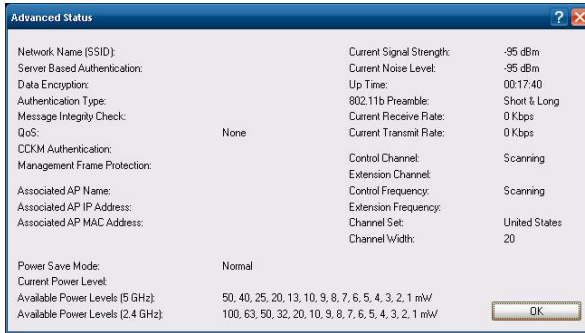 Advanced Status
Network Name (SSID):
Server Based Authentication:
Data Encryption:
Authentication Type:
Message Integrity Check:
QoS: None
CCKM Authentication:
Management Frame Protection:
Associated AP Name:
Associated AP IP Address:
Associated AP MAC Address:
Current Signal Strength: -95 dBm
Current Noise Level: -95 dBm
Up Time: 00:17:40
802.11b Preamble: Short & Long
Current Receive Rate: 0 Kbps
Current Transmit Rate: 0 Kbps
Control Channel: Scanning
Extension Channel:
Control Frequency: Scanning
Extension Frequency:
Channel Set: United States
Channel Width: 20
Power Save Mode: Normal
Current Power Level:
Available Power Levels (5 GHz): 50, 40, 25, 20, 13, 10, 9, 8, 7, 6, 5, 4, 3, 2, 1 mW
Available Power Levels (2.4 GHz): 100, 63, 50, 32, 20, 10, 9, 8, 7, 6, 5, 4, 3, 2, 1 mW
OK